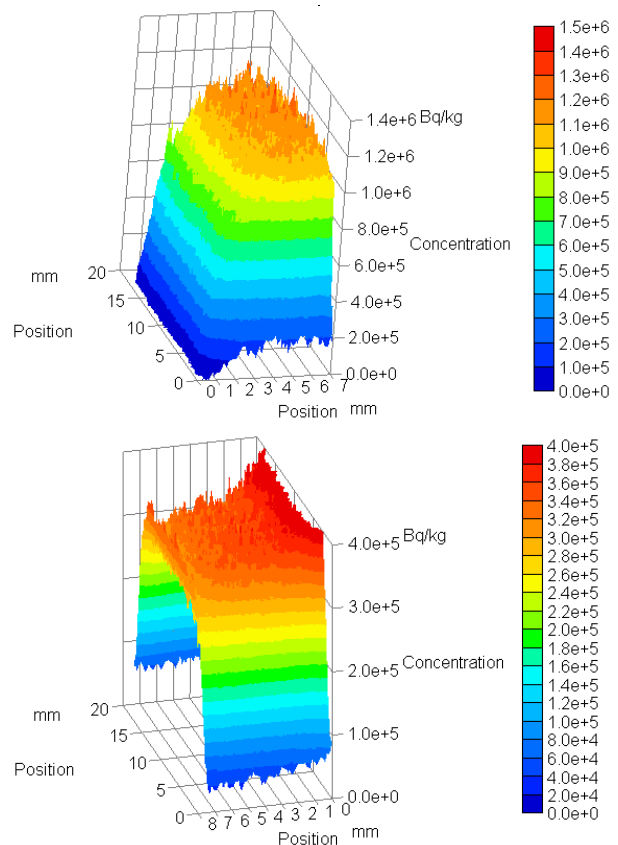 1.4e+6 Bq/kg
1.2e+6
1.0e+6
8.0e+5
Concentration
6.0e+5
4.0e+5
2.0e+5
0.0e+0
mm
20
15
Position
10
5
0
0 1 2 3 4 5 6 7
Position mm
1.5e+6
1.4e+6
1.3e+6
1.2e+6
1.1e+6
1.0e+6
9.0e+5
8.0e+5
7.0e+5
6.0e+5
5.0e+5
4.0e+5
3.0e+5
2.0e+5
1.0e+5
0.0e+0
Bq/kg
4.0e+5
3.0e+5
Concentration
2.0e+5
1.0e+5
0.0e+0
mm
20
15
Position
10
5
0
8 7 6 5 4 3 2 1 0
Position mm
4.0e+5
3.8e+5
3.6e+5
3.4e+5
3.2e+5
3.0e+5
2.8e+5
2.6e+5
2.4e+5
2.2e+5
2.0e+5
1.8e+5
1.6e+5
1.4e+5
1.2e+5
1.0e+5
8.0e+4
6.0e+4
4.0e+4
2.0e+4
0.0e+0